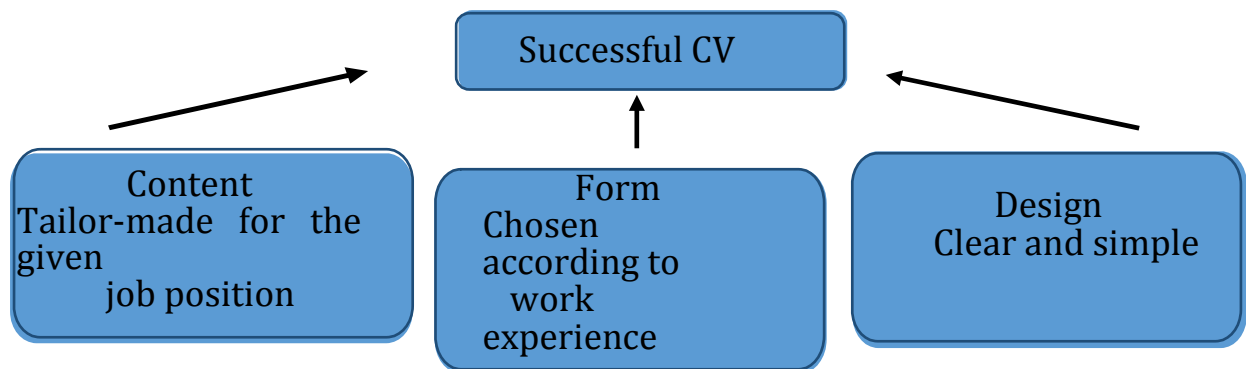 Successful CV
Content
Tailor-made for the
given
job position
Form
Chosen
according to
work
experience
Design
Clear and simple